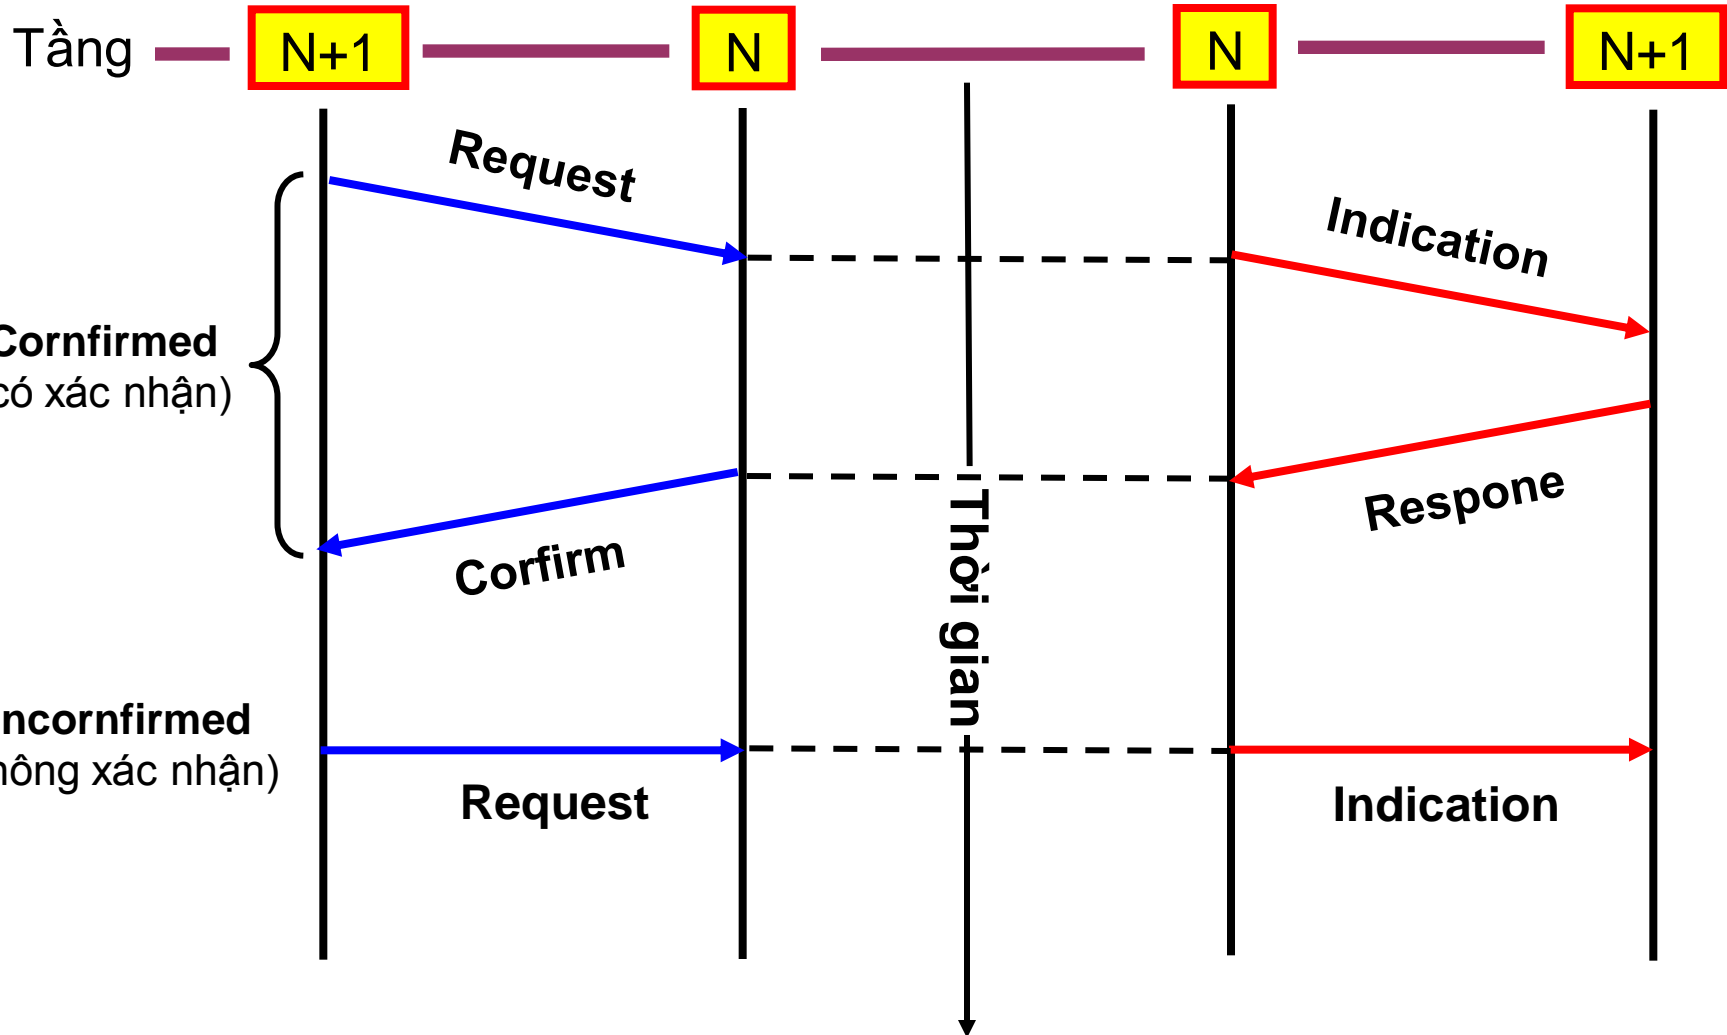 Tầng
N+1
N
N
N+1
Request
Indication
Cornfirmed
có xác nhận)
Respone
Corfirm
Thời gian
ncornfirmed
hông xác nhận)
Request
Indication